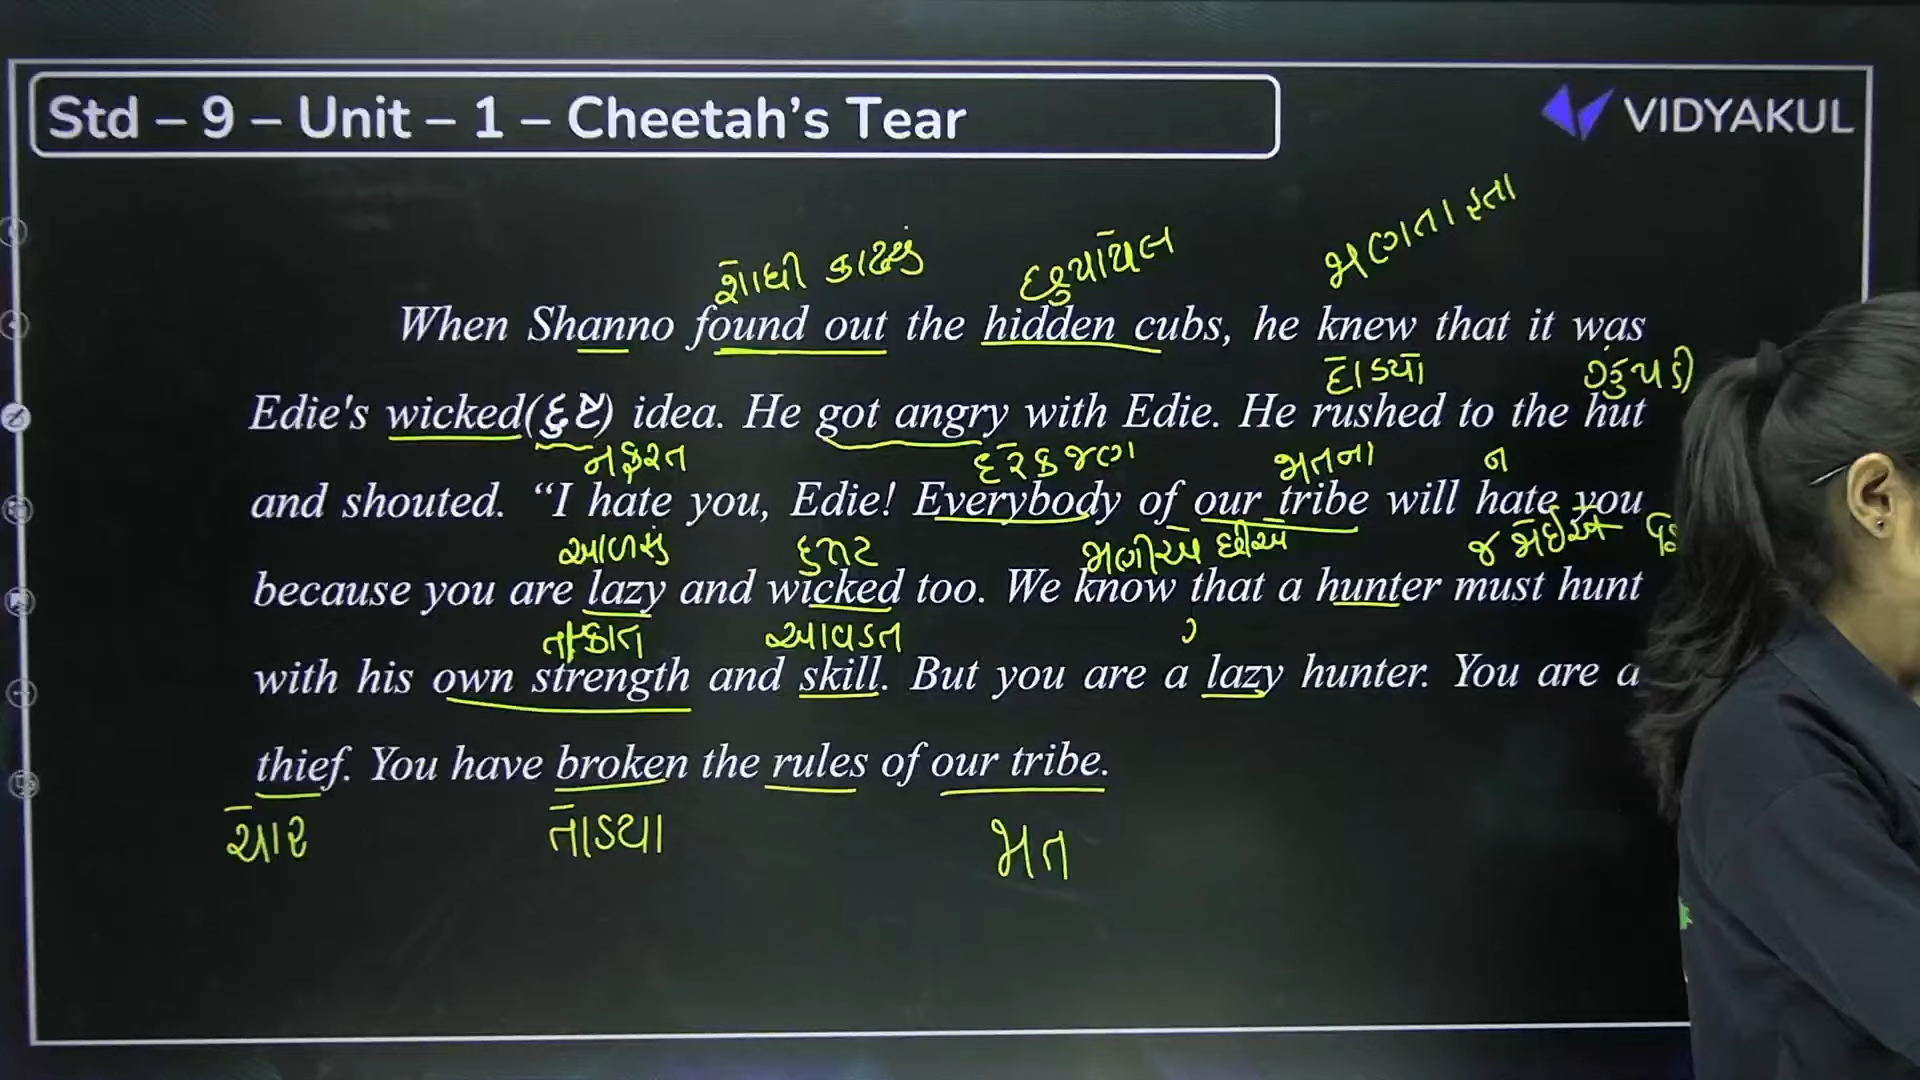 Std – 9 – Unit – 1 – Cheetah’s Tear
VIDYAKUL
જાણતા હતા
શોધી કાઢ્યું
When Shanno found out the hidden cubs, he knew that it was
દોડ્યો
Edie's wicked(દુષ્ટ) idea. He got angry with Edie. He rushed to the hut
નફરત દરેક જણ જાતના ન
and shouted. “I hate you, Edie! Everybody of our tribe will hate you
આળસુ દુષ્ટ જાણીએ છીએ
because you are lazy and wicked too. We know that a hunter must hunt
તાકાત આવડત
with his own strength and skill. But you are a lazy hunter. You are a
thief. You have broken the rules of our tribe.
ચોર તોડ્યા જાત